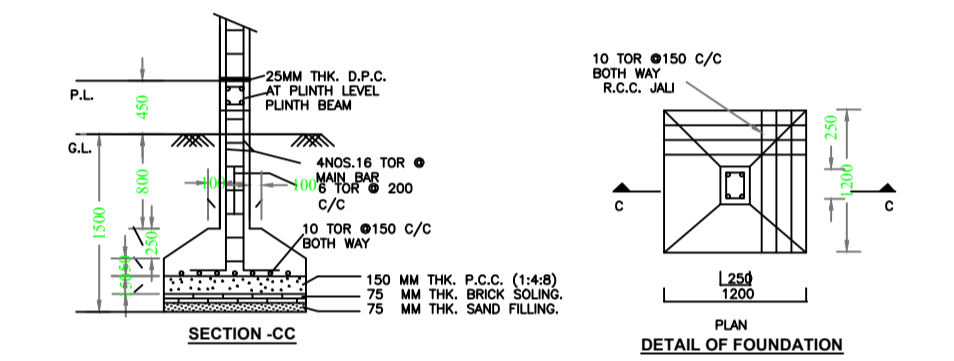 25MM THK. D.P.C.
AT PLINTH LEVEL
PLINTH BEAM
P.L.
450
G.L.
4NOS.16 TOR @
MAIN BAR
100
100
6 TOR @ 200
C/C
800
1500
10 TOR @150 C/C
BOTH WAY
250
150
150
150 MM THK. P.C.C. (1:4:8)
75 MM THK. BRICK SOLING.
75 MM THK. SAND FILLING.
SECTION -CC
10 TOR @150 C/C
BOTH WAY
R.C.C. JALI
250
1200
C
C
250
1200
PLAN
DETAIL OF FOUNDATION